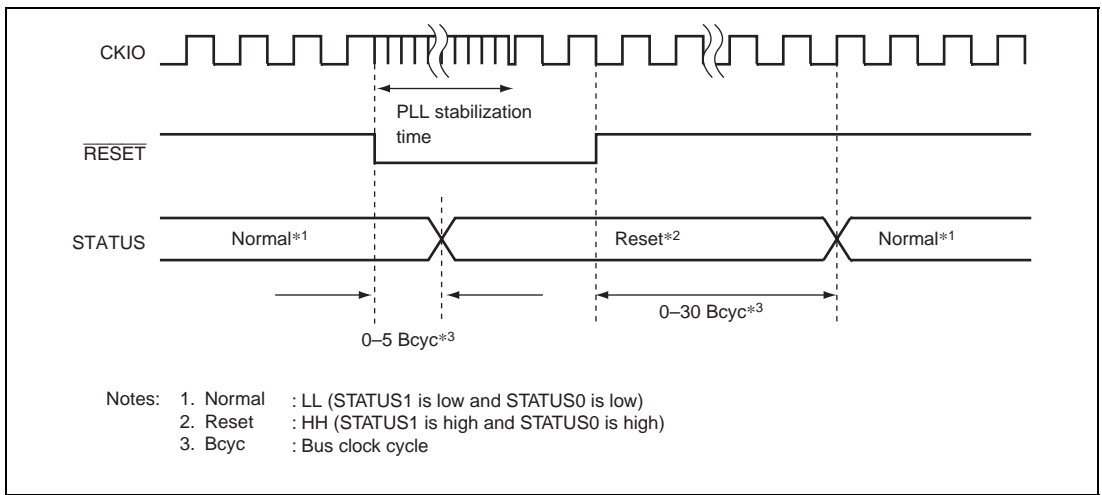 CKIO
PLL stabilization
time
RESET
STATUS
Normal*1
Reset*2
Normal*1
0–5 Bcyc*3
0–30 Bcyc*3
Notes: 1. Normal : LL (STATUS1 is low and STATUS0 is low)
2. Reset : HH (STATUS1 is high and STATUS0 is high)
3. Bcyc : Bus clock cycle